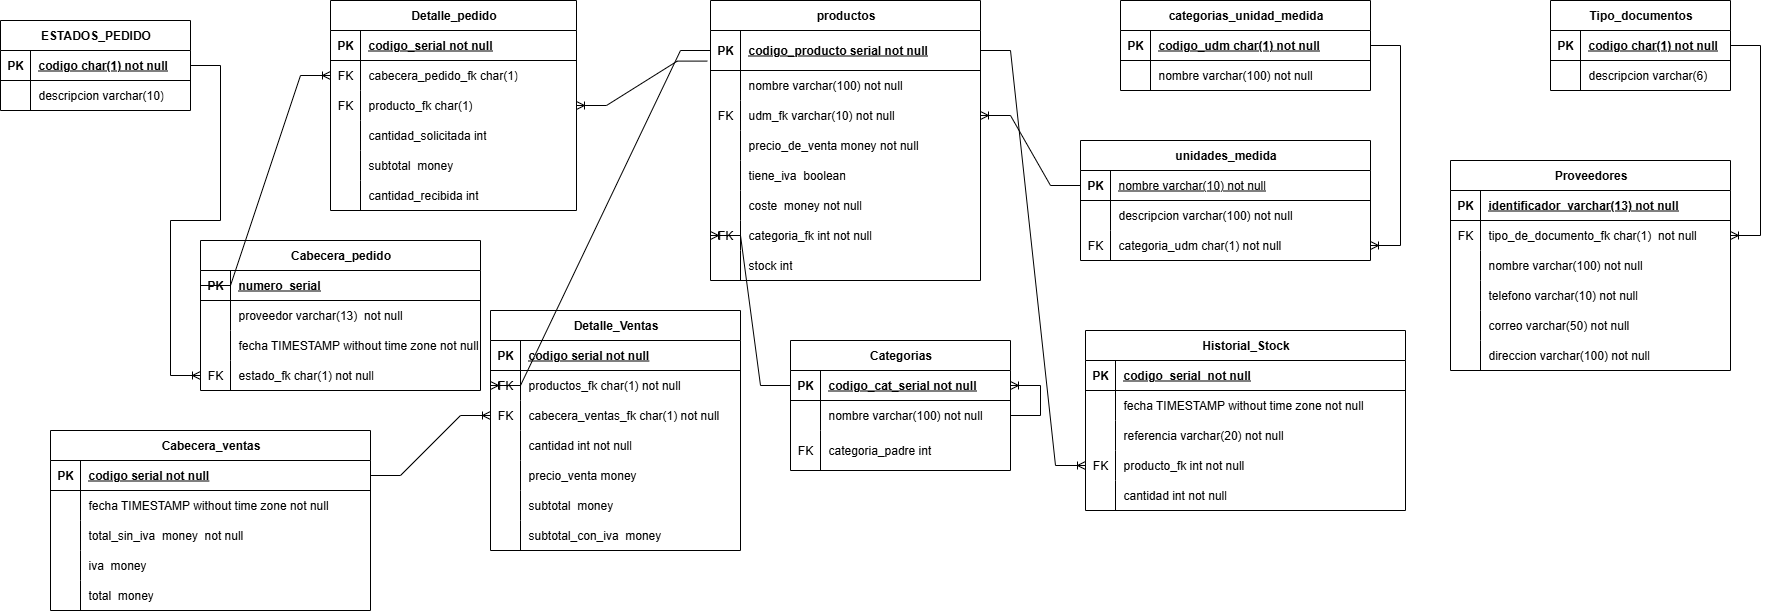 ESTADOS_PEDIDO
PK codigo char(1) not null
descripcion varchar(10)
Detalle_pedido
PK codigo_serial not null
FK cabecera_pedido_fk char(1)
FK producto_fk char(1)
cantidad_solicitada int
subtotal money
cantidad_recibida int
productos
PK codigo_producto serial not null
nombre varchar(100) not null
FK udm_fk varchar(10) not null
precio_de_venta money not null
tiene_iva boolean
coste money not null
FK categoria_fk int not null
stock int
categorias_unidad_medida
PK codigo_udm char(1) not null
nombre varchar(100) not null
Tipo_documentos
PK codigo char(1) not null
descripcion varchar(6)
unidades_medida
PK nombre varchar(10) not null
descripcion varchar(100) not null
FK categoria_udm char(1) not null
Proveedores
PK identificador_varchar(13) not null
FK tipo_de_documento_fk char(1) not null
nombre varchar(100) not null
telefono varchar(10) not null
correo varchar(50) not null
direccion varchar(100) not null
Cabecera_pedido
PK numero_serial
proveedor varchar(13) not null
fecha TIMESTAMP without time zone not null
FK estado_fk char(1) not null
Detalle_Ventas
PK codigo serial not null
FK productos_fk char(1) not null
FK cabecera_ventas_fk char(1) not null
cantidad int not null
precio_venta money
subtotal money
subtotal_con_iva money
Categorias
PK codigo_cat_serial not null
nombre varchar(100) not null
FK categoria_padre int
Historial_Stock
PK codigo_serial_not null
fecha TIMESTAMP without time zone not null
referencia varchar(20) not null
FK producto_fk int not null
cantidad int not null
Cabecera_ventas
PK codigo serial not null
fecha TIMESTAMP without time zone not null
total_sin_iva money not null
iva money
total money